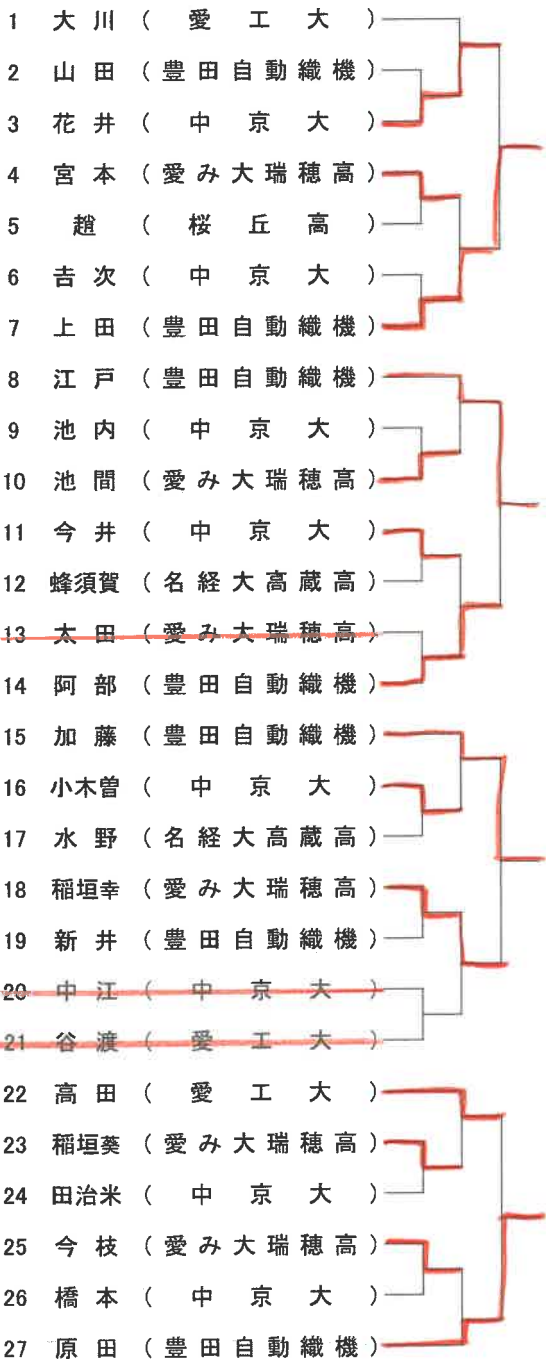 1 大川 (愛工大)
2 山田 (豊田自動織機)
3 花井 (中京大)
4 宮本 (愛み大瑞穂高)
5 趙 (桜丘高)
6 吉次 (中京大)
7 上田 (豊田自動織機)
8 江戸 (豊田自動織機)
9 池内 (中京大)
10 池間 (愛み大瑞穂高)
11 今井 (中京大)
12 蜂須賀 (名経大高蔵高)
13 太田 (愛み大瑞穂高)
14 阿部 (豊田自動織機)
15 加藤 (豊田自動織機)
16 小木曽 (中京大)
17 水野 (名経大高蔵高)
18 稲垣幸 (愛み大瑞穂高)
19 新井 (豊田自動織機)
20 中江 (中京大)
21 谷渡 (愛工大)
22 高田 (愛工大)
23 稲垣葵 (愛み大瑞穂高)
24 田治米 (中京大)
25 今枝 (愛み大瑞穂高)
26 橋本 (中京大)
27 原田 (豊田自動織機)